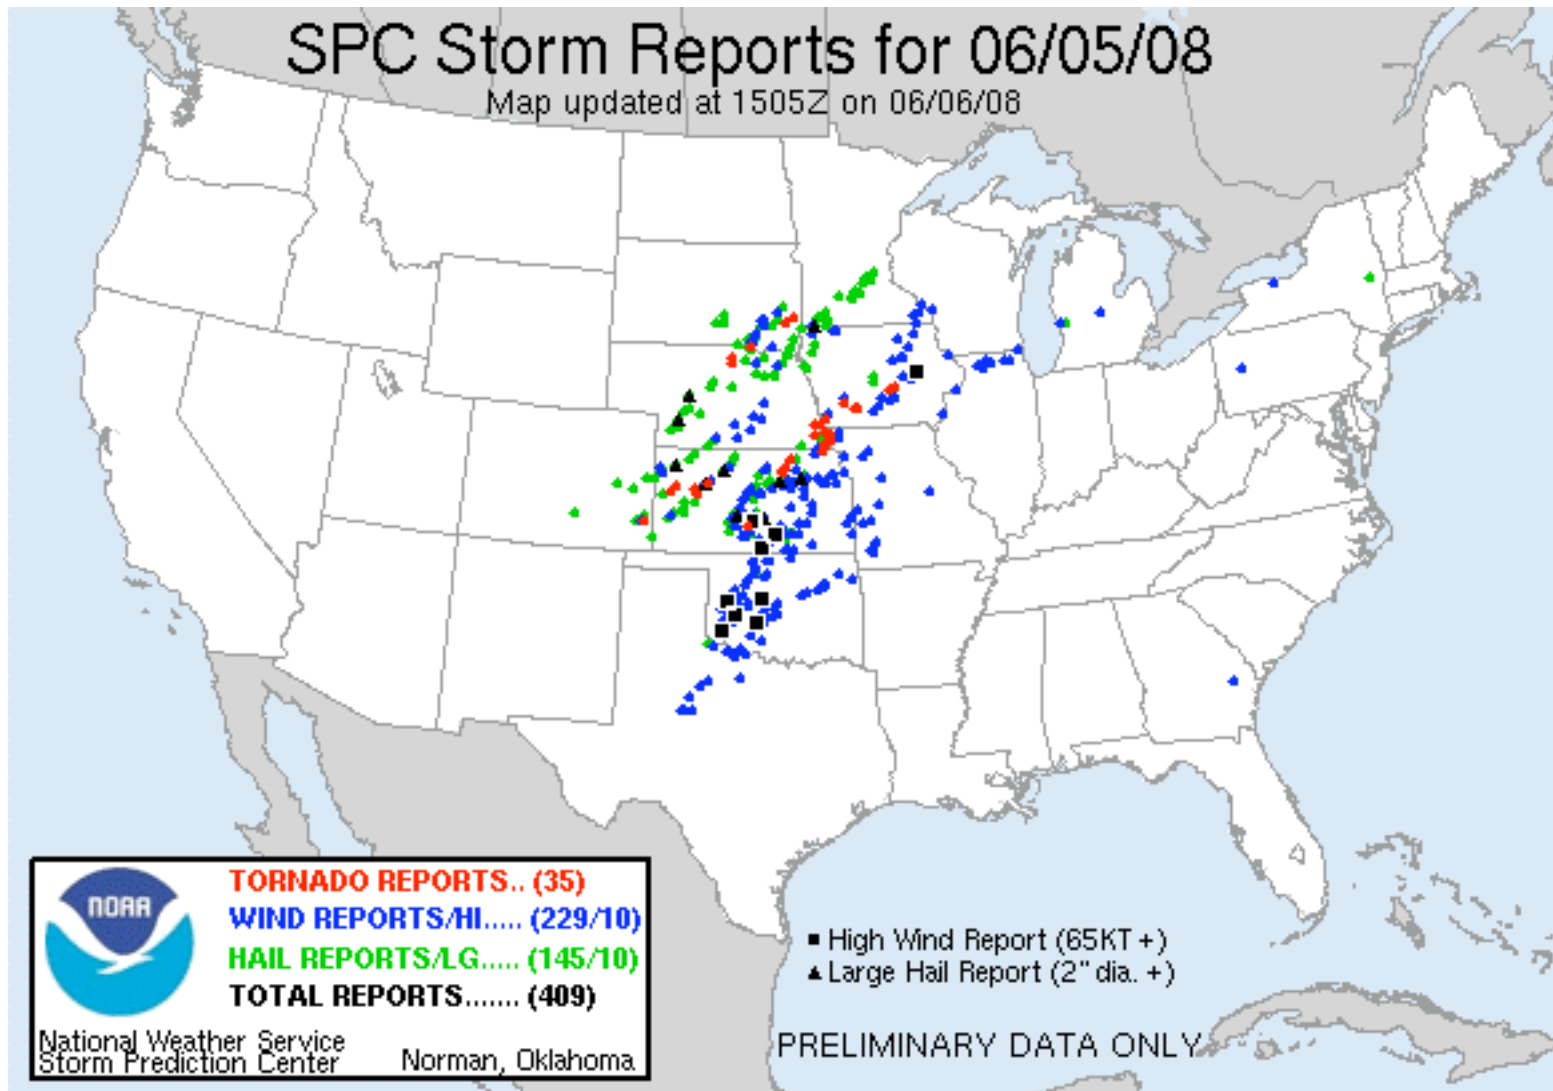 SPC Storm Reports for 06/05/08
Map updated at 1505Z on 06/06/08
NOAA
TORNADO REPORTS.. (35)
WIND REPORTS/HI..... (229/10)
HAIL REPORTS/LG..... (145/10)
TOTAL REPORTS....... (409)
National Weather Service
Storm Prediction Center Norman, Oklahoma
High Wind Report (65KT +)
Large Hail Report (2" dia. +)
PRELIMINARY DATA ONLY